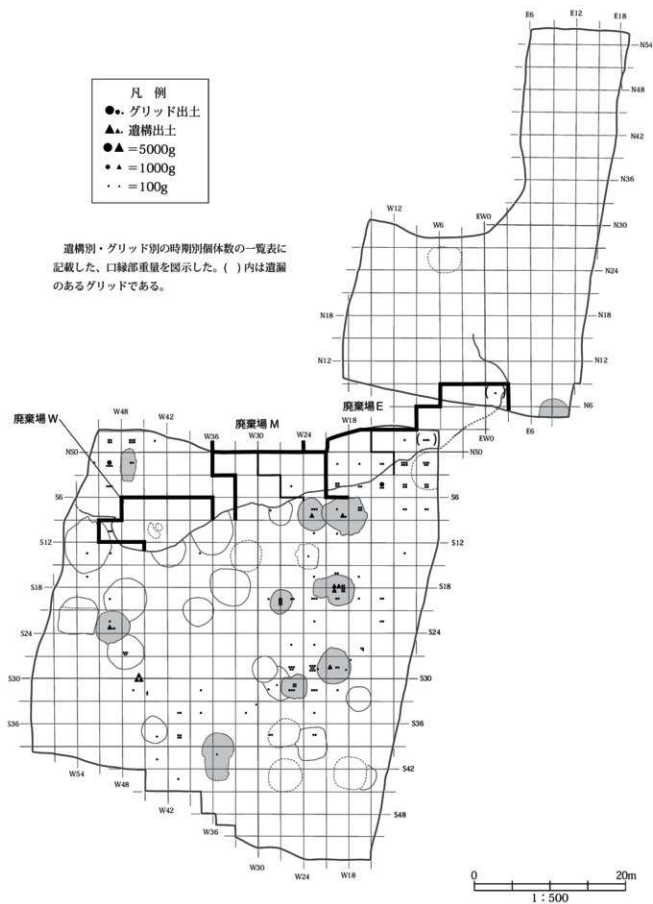 E6 E12 E18
N54
凡 例
●•・ グリッド出土
N48
▲▴・ 遺構出土
●▲ =5000g
• ▴ =1000g
・ ・ =100g
N42
N36
W12 W6 EW0 N30
遺構別・グリッド別の時期別個体数の一覧表に
記載した、口縁部重量を図示した。( ) 内は遺漏
のあるグリッドである。
N24
N18 N18
N12 N12
廃棄場W W48 W42 廃棄場M 廃棄場E
W36 W30 W24 W18 N6
EW0 E6
NS0 NS0
S6 S6
S12 S12
S18 S18
S24 S24
S30 S30
S36 S36
W54 S42
W48
W42 S48
W36
W30 W24 W18
0 20m
1:500